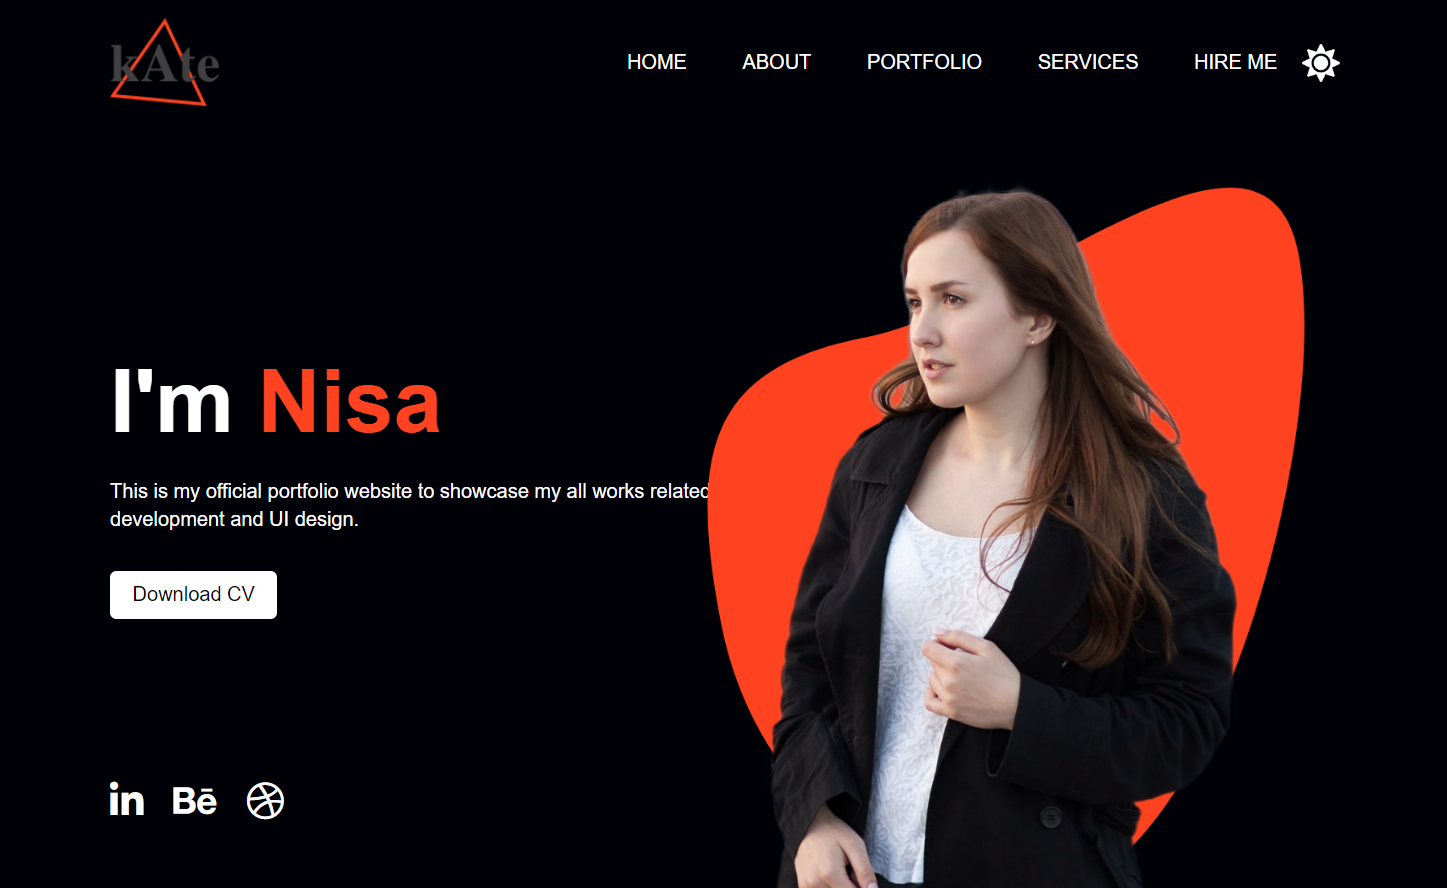 kAte
HOME ABOUT PORTFOLIO SERVICES HIRE ME
I'm Nisa
This is my official portfolio website to showcase my all works related
development and UI design.
Download CV
in Bē